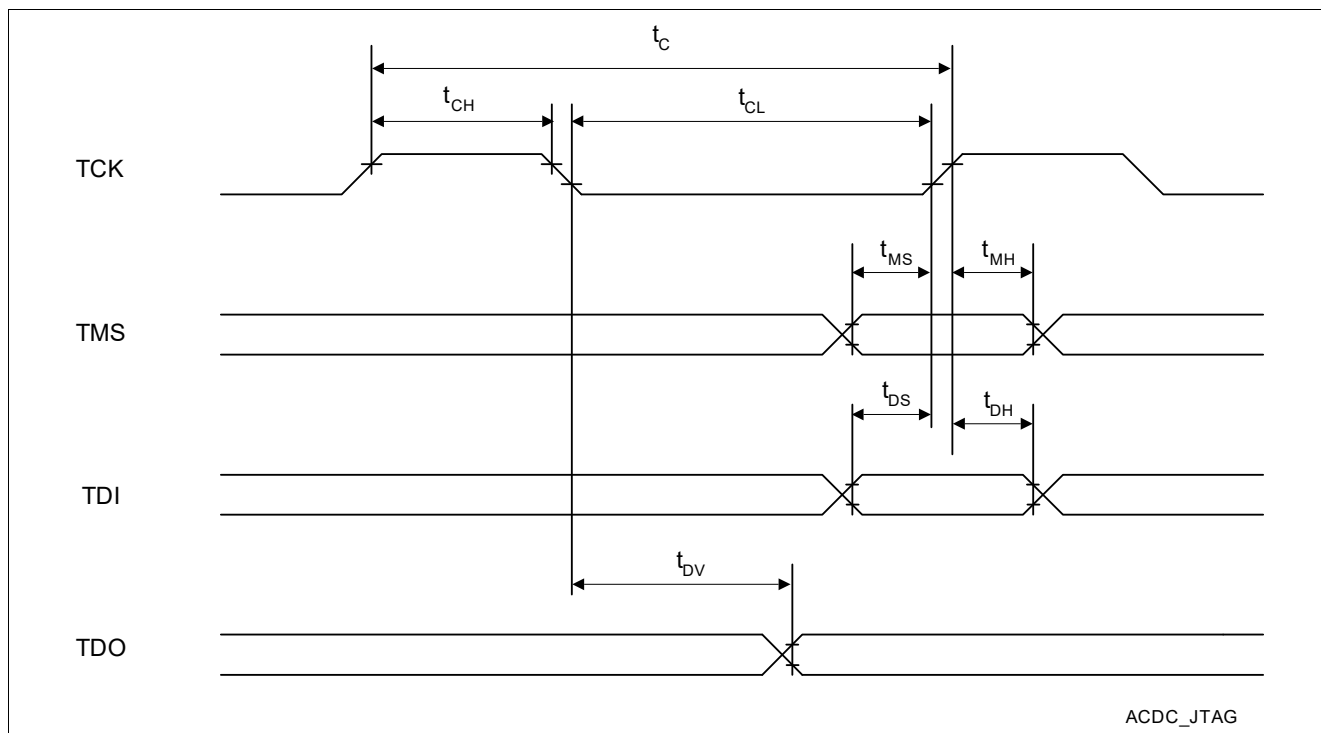 tC
tCH
tCL
TCK
tMS
tMH
TMS
tDS
tDH
TDI
tDV
TDO
ACDC_JTAG